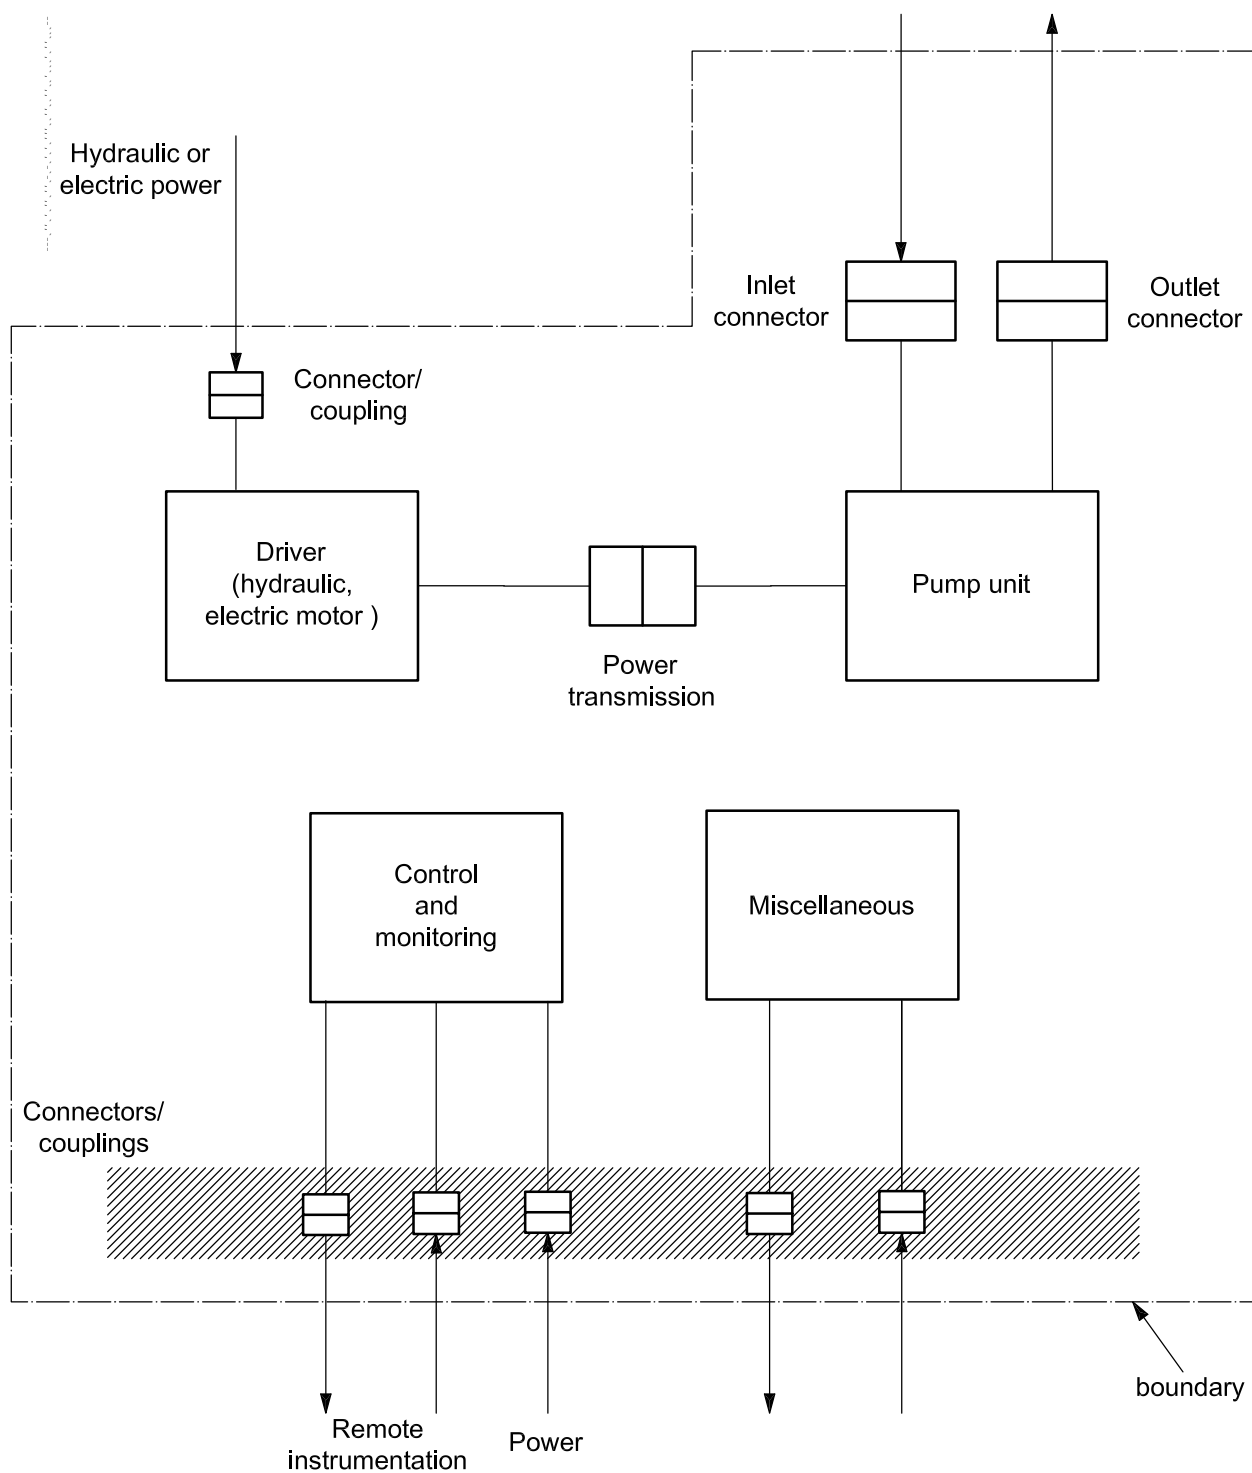 Hydraulic or
electric power
Inlet
connector
Outlet
connector
Connector/
coupling
Driver
(hydraulic,
electric motor )
Pump unit
Power
transmission
Control
and
monitoring
Miscellaneous
Connectors/
couplings
boundary
Remote
instrumentation
Power